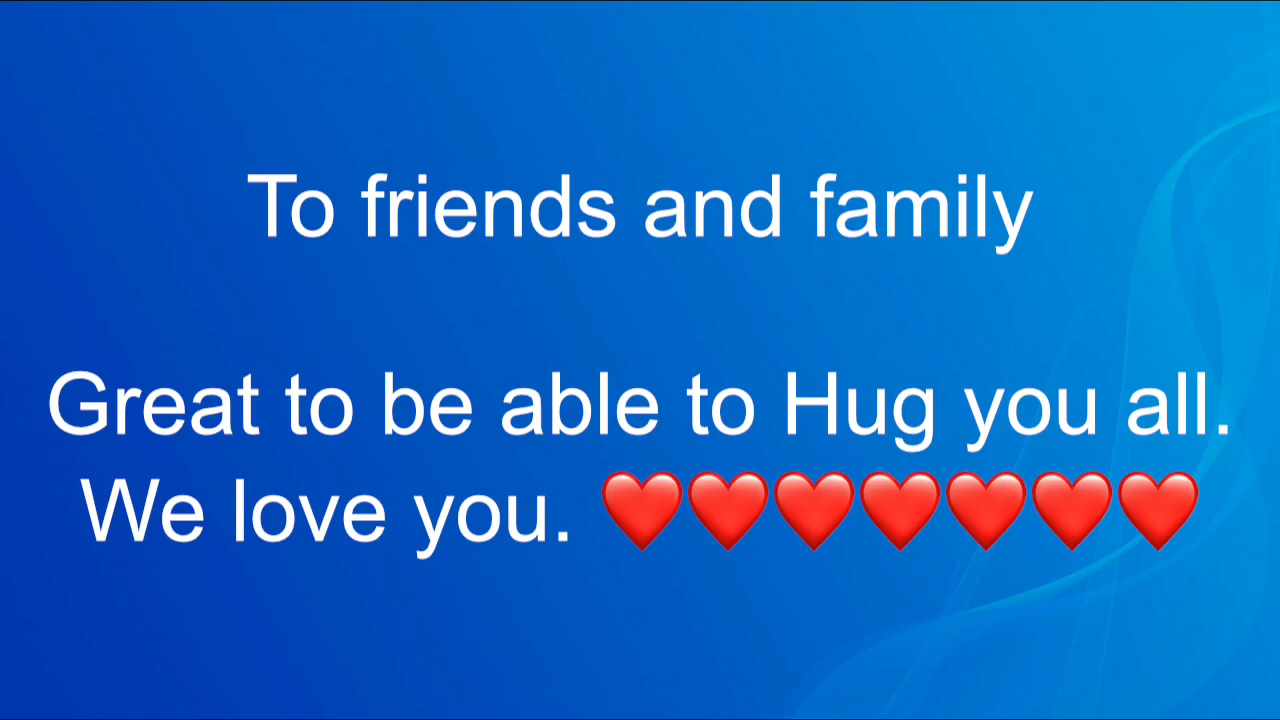 To friends and family
Great to be able to Hug you all.
We love you. ❤️❤️❤️❤️❤️❤️❤️